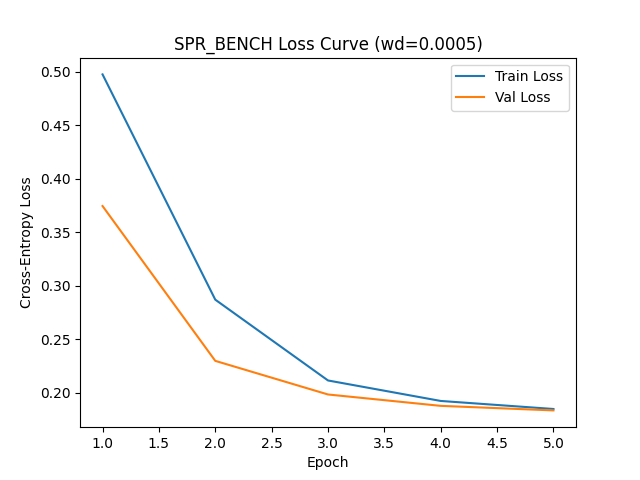 SPR_BENCH Loss Curve (wd=0.0005)
Train Loss
Val Loss
Cross-Entropy Loss
0.50
0.45
0.40
0.35
0.30
0.25
0.20
1.0 1.5 2.0 2.5 3.0 3.5 4.0 4.5 5.0
Epoch